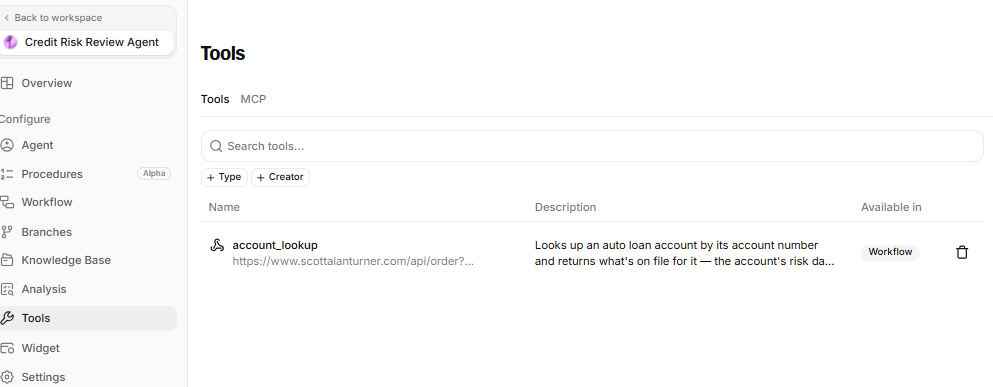 Back to workspace
Credit Risk Review Agent
Overview
Configure
Agent
Procedures Alpha
Workflow
Branches
Knowledge Base
Analysis
Tools
Widget
Settings
Tools
Tools MCP
Search tools...
+ Type + Creator
Name Description Available in
account_lookup
https://www.scottalanturner.com/api/order?...
Looks up an auto loan account by its account number
and returns what's on file for it — the account's risk da...
Workflow